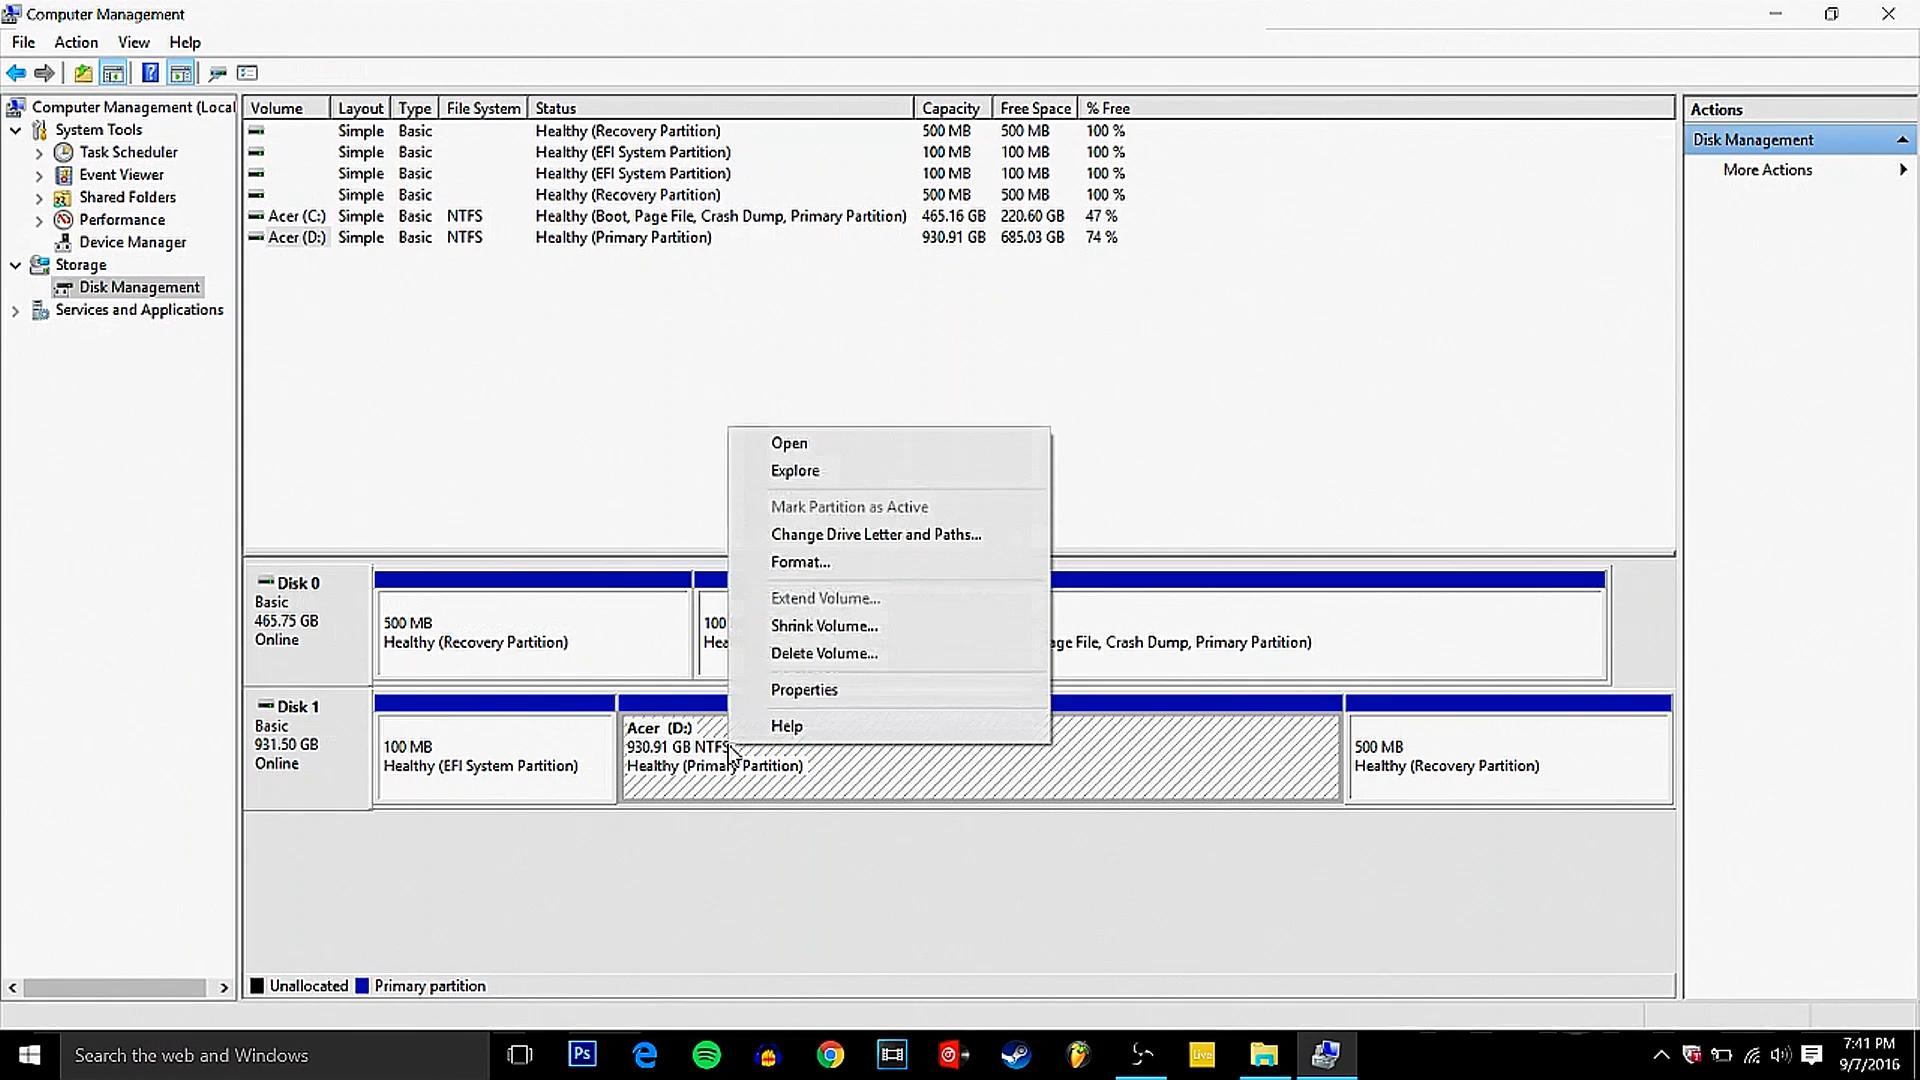 Computer Management
File Action View Help
Computer Management (Local
System Tools
Task Scheduler
Event Viewer
Shared Folders
Performance
Device Manager
Storage
Disk Management
Services and Applications
Volume Layout Type File System Status Capacity Free Space % Free
Simple Basic Healthy (Recovery Partition) 500 MB 500 MB 100 %
Simple Basic Healthy (EFI System Partition) 100 MB 100 MB 100 %
Simple Basic Healthy (EFI System Partition) 100 MB 100 MB 100 %
Simple Basic Healthy (Recovery Partition) 500 MB 500 MB 100 %
Acer (C:) Simple Basic NTFS Healthy (Boot, Page File, Crash Dump, Primary Partition) 465.16 GB 220.60 GB 47 %
Acer (D:) Simple Basic NTFS Healthy (Primary Partition) 930.91 GB 685.03 GB 74 %
Actions
Disk Management
More Actions
Open
Explore
Mark Partition as Active
Change Drive Letter and Paths...
Format...
Extend Volume...
Shrink Volume...
Delete Volume...
Properties
Help
Disk 0
Basic
465.75 GB
Online
500 MB
Healthy (Recovery Partition)
100
Hea
age File, Crash Dump, Primary Partition)
Disk 1
Basic
931.50 GB
Online
100 MB
Healthy (EFI System Partition)
Acer (D:)
930.91 GB NTFS
Healthy (Primary Partition)
500 MB
Healthy (Recovery Partition)
Unallocated Primary partition
Search the web and Windows
Ps
Live
7:41 PM
9/7/2016